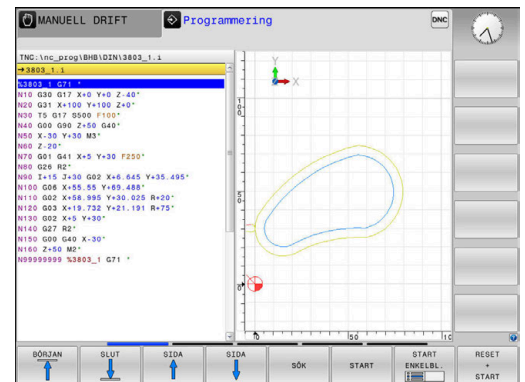 MANUELL DRIFT
Programmering
DNC
TNC:\nc_prog\BHB\DIN\3803_1.i
→3803_1.i
%3803_1 G71 *
N10 G30 G17 X+0 Y+0 Z-40*
N20 G31 X+100 Y+100 Z+0*
N30 T5 G17 S500 F100*
N40 G00 G90 Z+50 G40*
N50 X-30 Y+30 M3*
N60 Z-20*
N70 G01 G41 X+5 Y+30 F250*
N80 G26 R2*
N90 I+15 J+30 G02 X+6.645 Y+35.495*
N100 G06 X+55.55 Y+69.488*
N110 G02 X+58.995 Y+30.025 R+20*
N120 G03 X+19.732 Y+21.191 R+75*
N130 G02 X+5 Y+30*
N140 G27 R2*
N150 G00 G40 X-30*
N160 Z+50 M2*
N99999999 %3803_1 G71 *
Y
X
100
50
0
0
50
BÖRJAN
SLUT
SIDA
SIDA
SÖK
START
START ENKELBL.
RESET + START